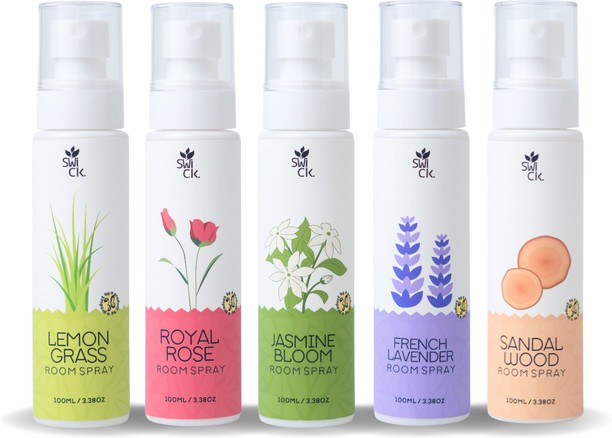 SWI
CK.
LEMON
GRASS
ROOM SPRAY
100ML / 3.38OZ
SWI
CK.
ROYAL
ROSE
ROOM SPRAY
100ML / 3.38OZ
SWI
CK.
JASMINE
BLOOM
ROOM SPRAY
100ML / 3.38OZ
SWI
CK.
FRENCH
LAVENDER
ROOM SPRAY
100ML / 3.38OZ
SWI
CK.
SANDAL
WOOD
ROOM SPRAY
100ML / 3.38OZ